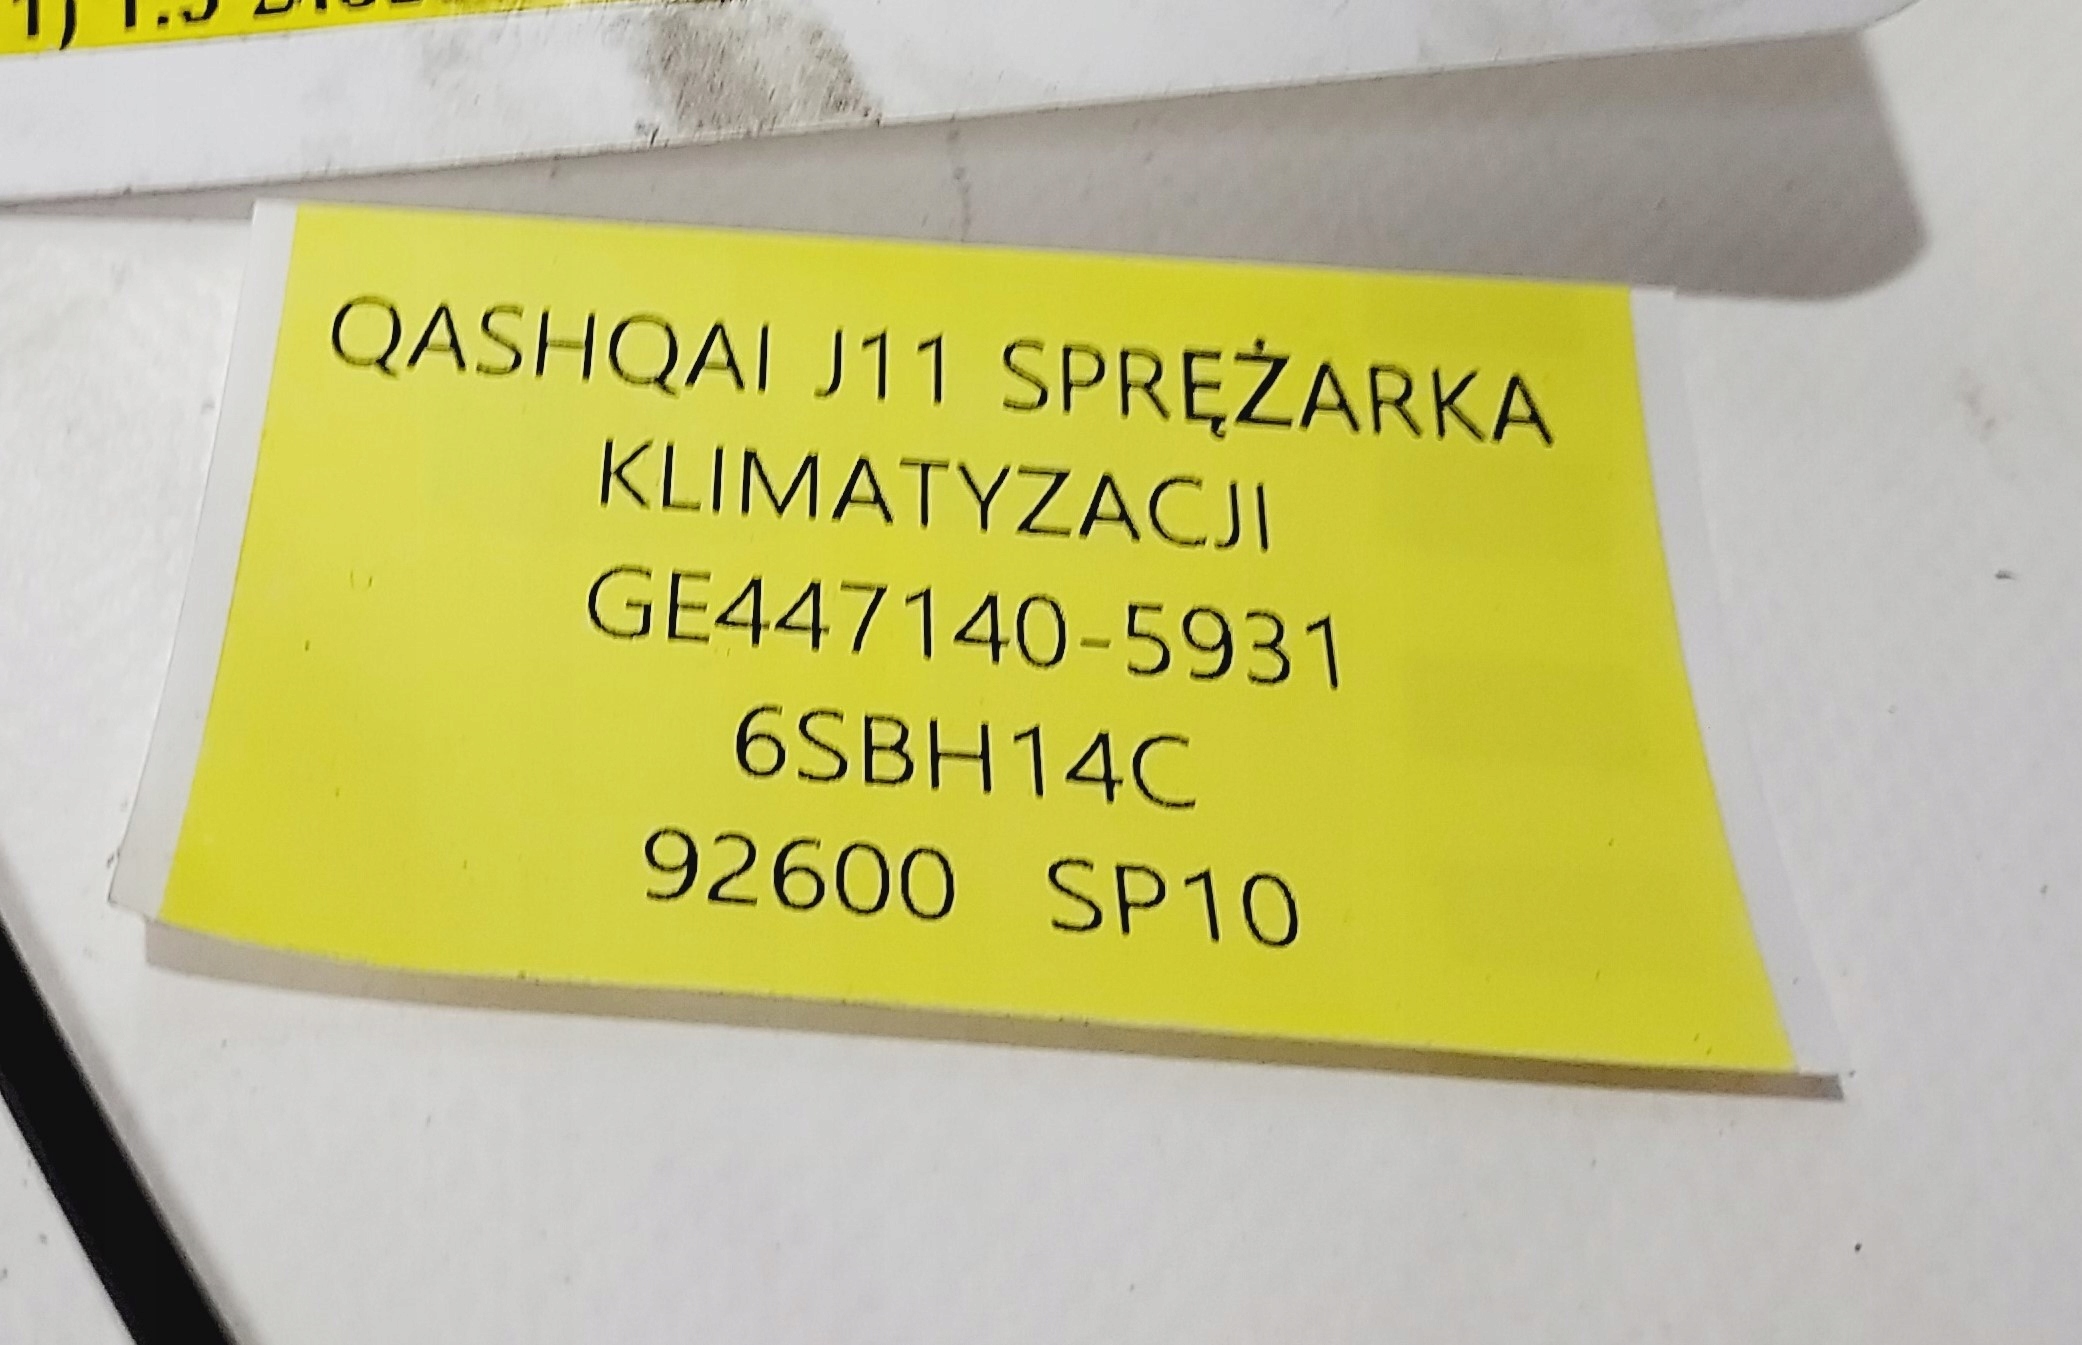 QASHQAI J11 SPRĘŻARKA
KLIMATYZACJI
GE447140-5931
6SBH14C
92600 SP10